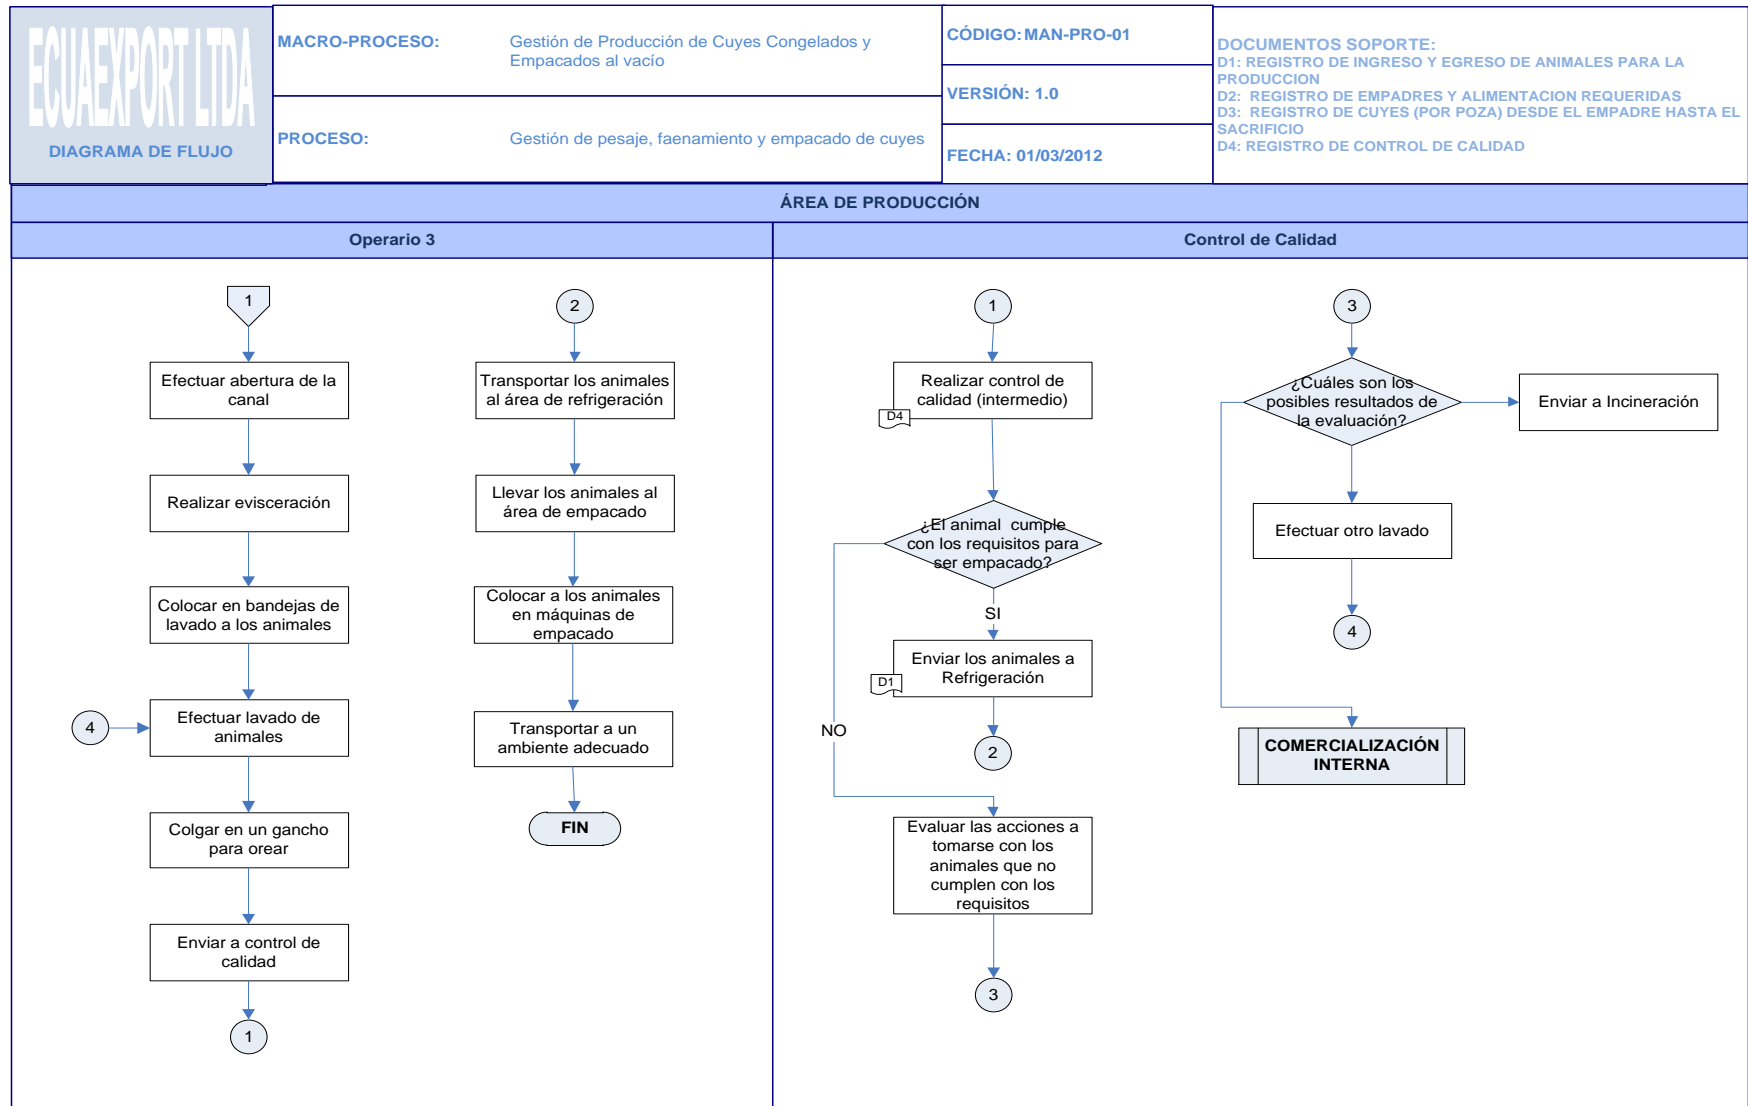 ECUAEXPORT LTDA
DIAGRAMA DE FLUJO
MACRO-PROCESO:
Gestión de Producción de Cuyes Congelados y
Empacados al vacío
PROCESO:
Gestión de pesaje, faenamiento y empacado de cuyes
CÓDIGO: MAN-PRO-01
VERSIÓN: 1.0
FECHA: 01/03/2012
DOCUMENTOS SOPORTE:
D1: REGISTRO DE INGRESO Y EGRESO DE ANIMALES PARA LA
PRODUCCION
D2: REGISTRO DE EMPADRES Y ALIMENTACION REQUERIDAS
D3: REGISTRO DE CUYES (POR POZA) DESDE EL EMPADRE HASTA EL
SACRIFICIO
D4: REGISTRO DE CONTROL DE CALIDAD
ÁREA DE PRODUCCIÓN
Operario 3
Control de Calidad
1
Efectuar abertura de la
canal
Realizar evisceración
Colocar en bandejas de
lavado a los animales
4
Efectuar lavado de
animales
Colgar en un gancho
para orear
Enviar a control de
calidad
1
2
Transportar los animales
al área de refrigeración
Llevar los animales al
área de empacado
Colocar a los animales
en máquinas de
empacado
Transportar a un
ambiente adecuado
FIN
1
Realizar control de
calidad (intermedio)
D4
¿El animal  cumple
con los requisitos para
ser empacado?
SI
Enviar los animales a
Refrigeración
D1
NO
2
Evaluar las acciones a
tomarse con los
animales que no
cumplen con los
requisitos
3
3
¿Cuáles son los
posibles resultados de
la evaluación?
Enviar a Incineración
Efectuar otro lavado
4
COMERCIALIZACIÓN
INTERNA